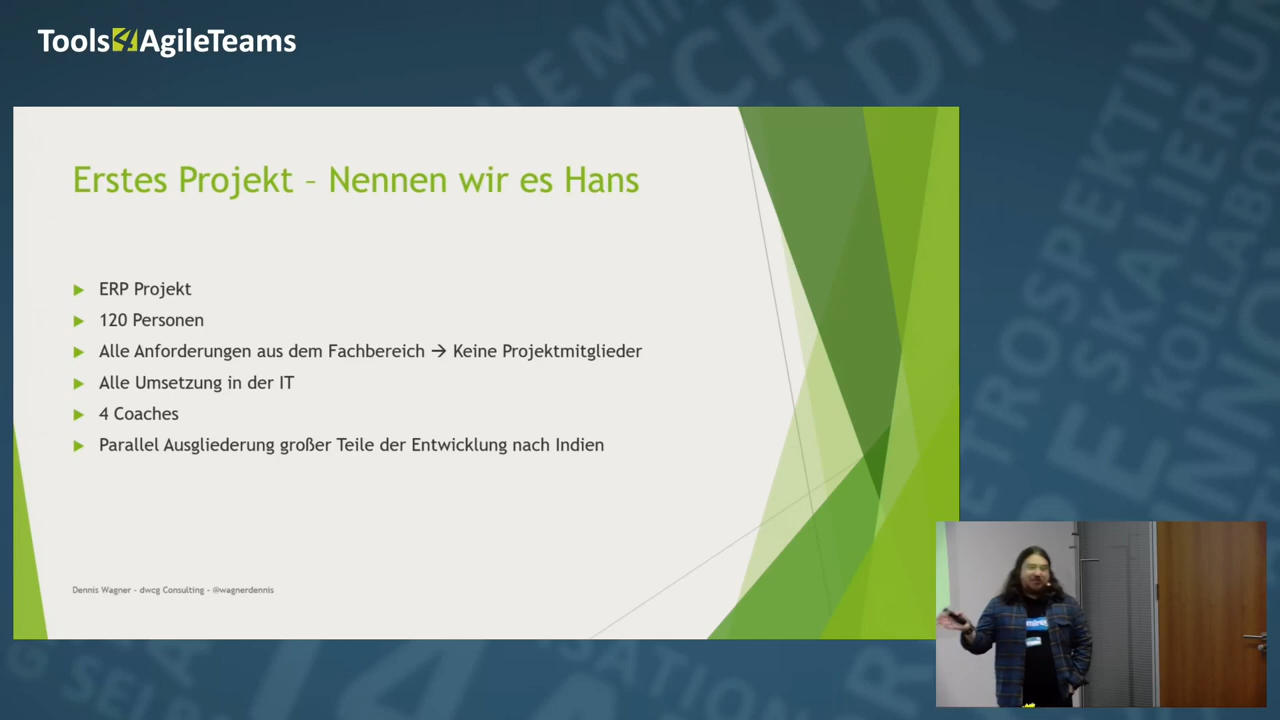 Tools4AgileTeams
Erstes Projekt – Nennen wir es Hans
ERP Projekt
120 Personen
Alle Anforderungen aus dem Fachbereich → Keine Projektmitglieder
Alle Umsetzung in der IT
4 Coaches
Parallel Ausgliederung großer Teile der Entwicklung nach Indien
Dennis Wagner - dwcg Consulting - @wagnerdennis